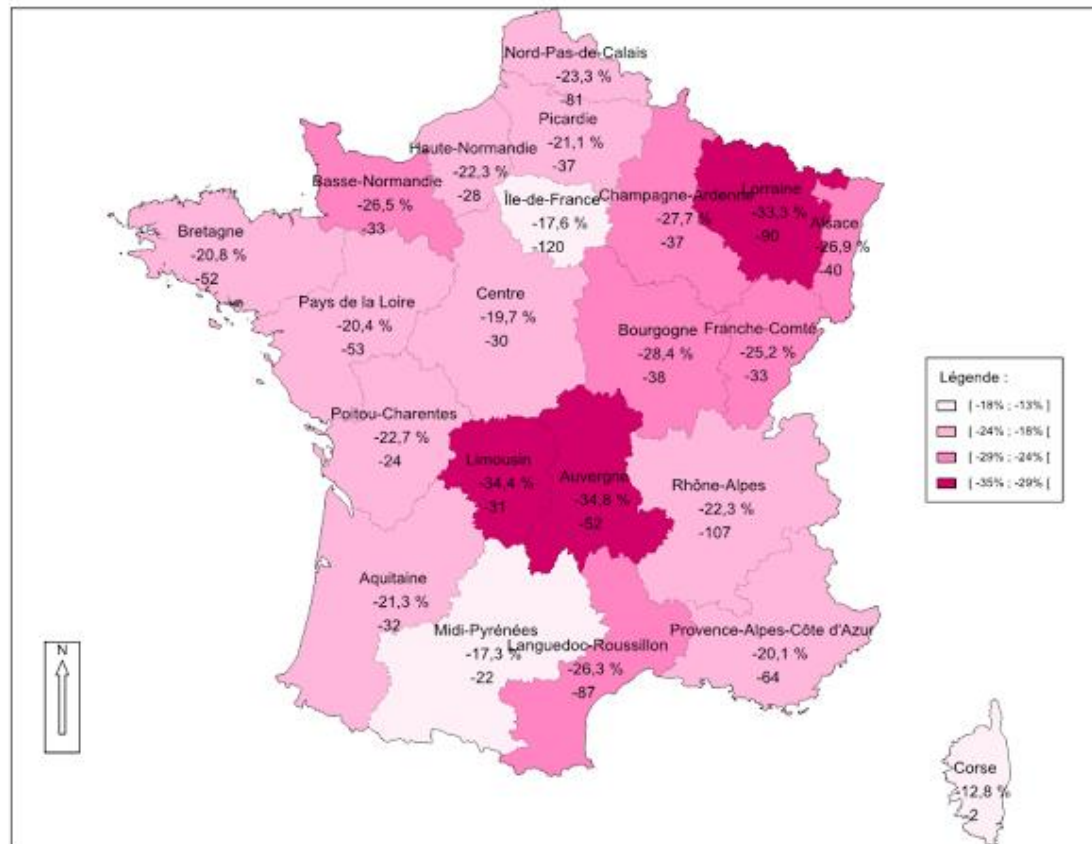 Nord-Pas-de-Calais
-23,3 %
-81
Picardie
-21,1 %
-37
Haute-Normandie
-22,3 %
-28
Basse-Normandie
-26,5 %
-33
Île-de-France
-17,6 %
-120
Champagne-Ardenne
-27,7 %
-37
Lorraine
-33,3 %
-90
Alsace
-26,9 %
-40
Bretagne
-20,8 %
-52
Pays de la Loire
-20,4 %
-53
Centre
-19,7 %
-30
Bourgogne
-28,4 %
-38
Franche-Comté
-25,2 %
-33
Poitou-Charentes
-22,7 %
-24
Limousin
-34,4 %
-31
Auvergne
-34,8 %
-52
Rhône-Alpes
-22,3 %
-107
Aquitaine
-21,3 %
-32
Midi-Pyrénées
-17,3 %
-22
Languedoc-Roussillon
-26,3 %
-87
Provence-Alpes-Côte d'Azur
-20,1 %
-64
Corse
-12,8 %
-2
Légende :
[ -18% ; -13% ]
[ -24% ; -18% [
[ -29% ; -24% [
[ -35% ; -29% [
N